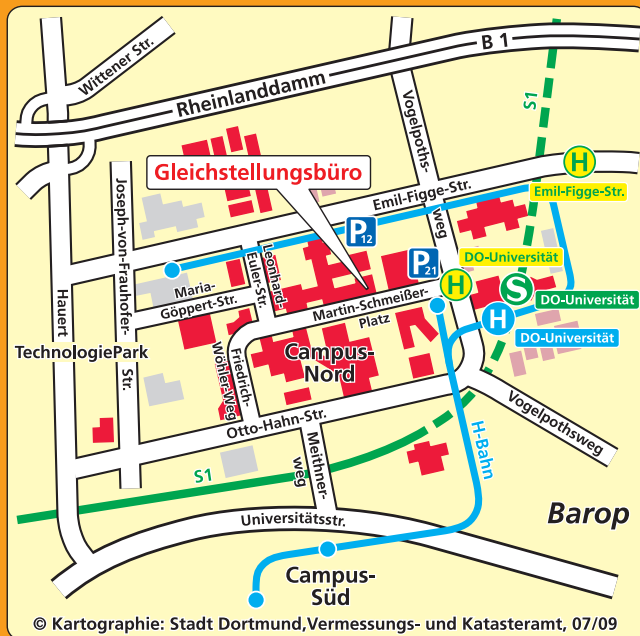 Wittener Str.
Rheinlanddamm
B 1
S1
Vogelpoths-
weg
H
Emil-Figge-Str.
Gleichstellungsbüro
Emil-Figge-Str.
P12
P21
DO-Universität
H
S
DO-Universität
H
DO-Universität
Joseph-von-Frauhofer-
Str.
Hauert
Maria-
Göppert-Str.
Leonhard-
Euler-Str.
Martin-Schmeißer-
Platz
TechnologiePark
Campus-
Nord
Friedrich-
Wöhler-Weg
Otto-Hahn-Str.
Vogelpothsweg
H-Bahn
Meithner-
weg
S1
Universitätsstr.
Barop
Campus-
Süd
© Kartographie: Stadt Dortmund,Vermessungs- und Katasteramt, 07/09